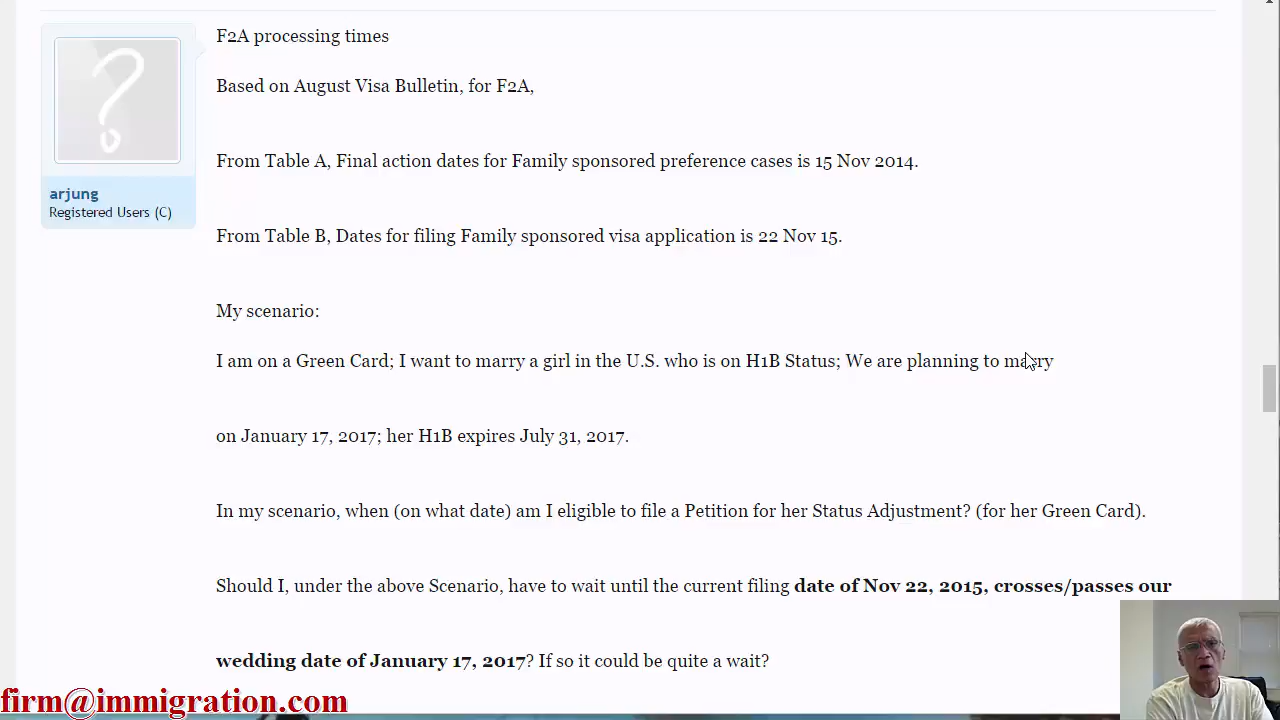 F2A processing times
Based on August Visa Bulletin, for F2A,
From Table A, Final action dates for Family sponsored preference cases is 15 Nov 2014.
arjung
Registered Users (C)
From Table B, Dates for filing Family sponsored visa application is 22 Nov 15.
My scenario:
I am on a Green Card; I want to marry a girl in the U.S. who is on H1B Status; We are planning to marry
on January 17, 2017; her H1B expires July 31, 2017.
In my scenario, when (on what date) am I eligible to file a Petition for her Status Adjustment? (for her Green Card).
Should I, under the above Scenario, have to wait until the current filing date of Nov 22, 2015, crosses/passes our
wedding date of January 17, 2017? If so it could be quite a wait?
firm@immigration.com